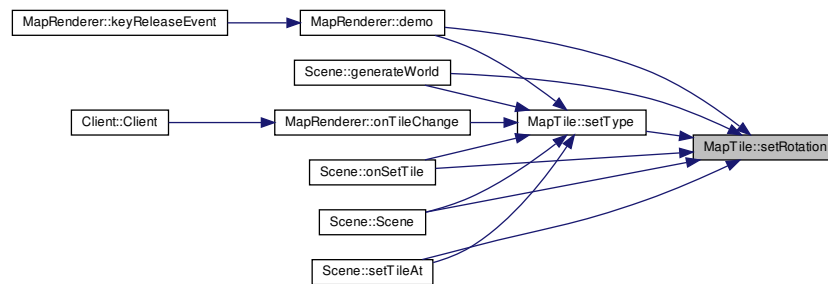 MapRenderer::keyReleaseEvent
MapRenderer::demo
Scene::generateWorld
Client::Client
MapRenderer::onTileChange
MapTile::setType
MapTile::setRotation
Scene::onSetTile
Scene::Scene
Scene::setTileAt